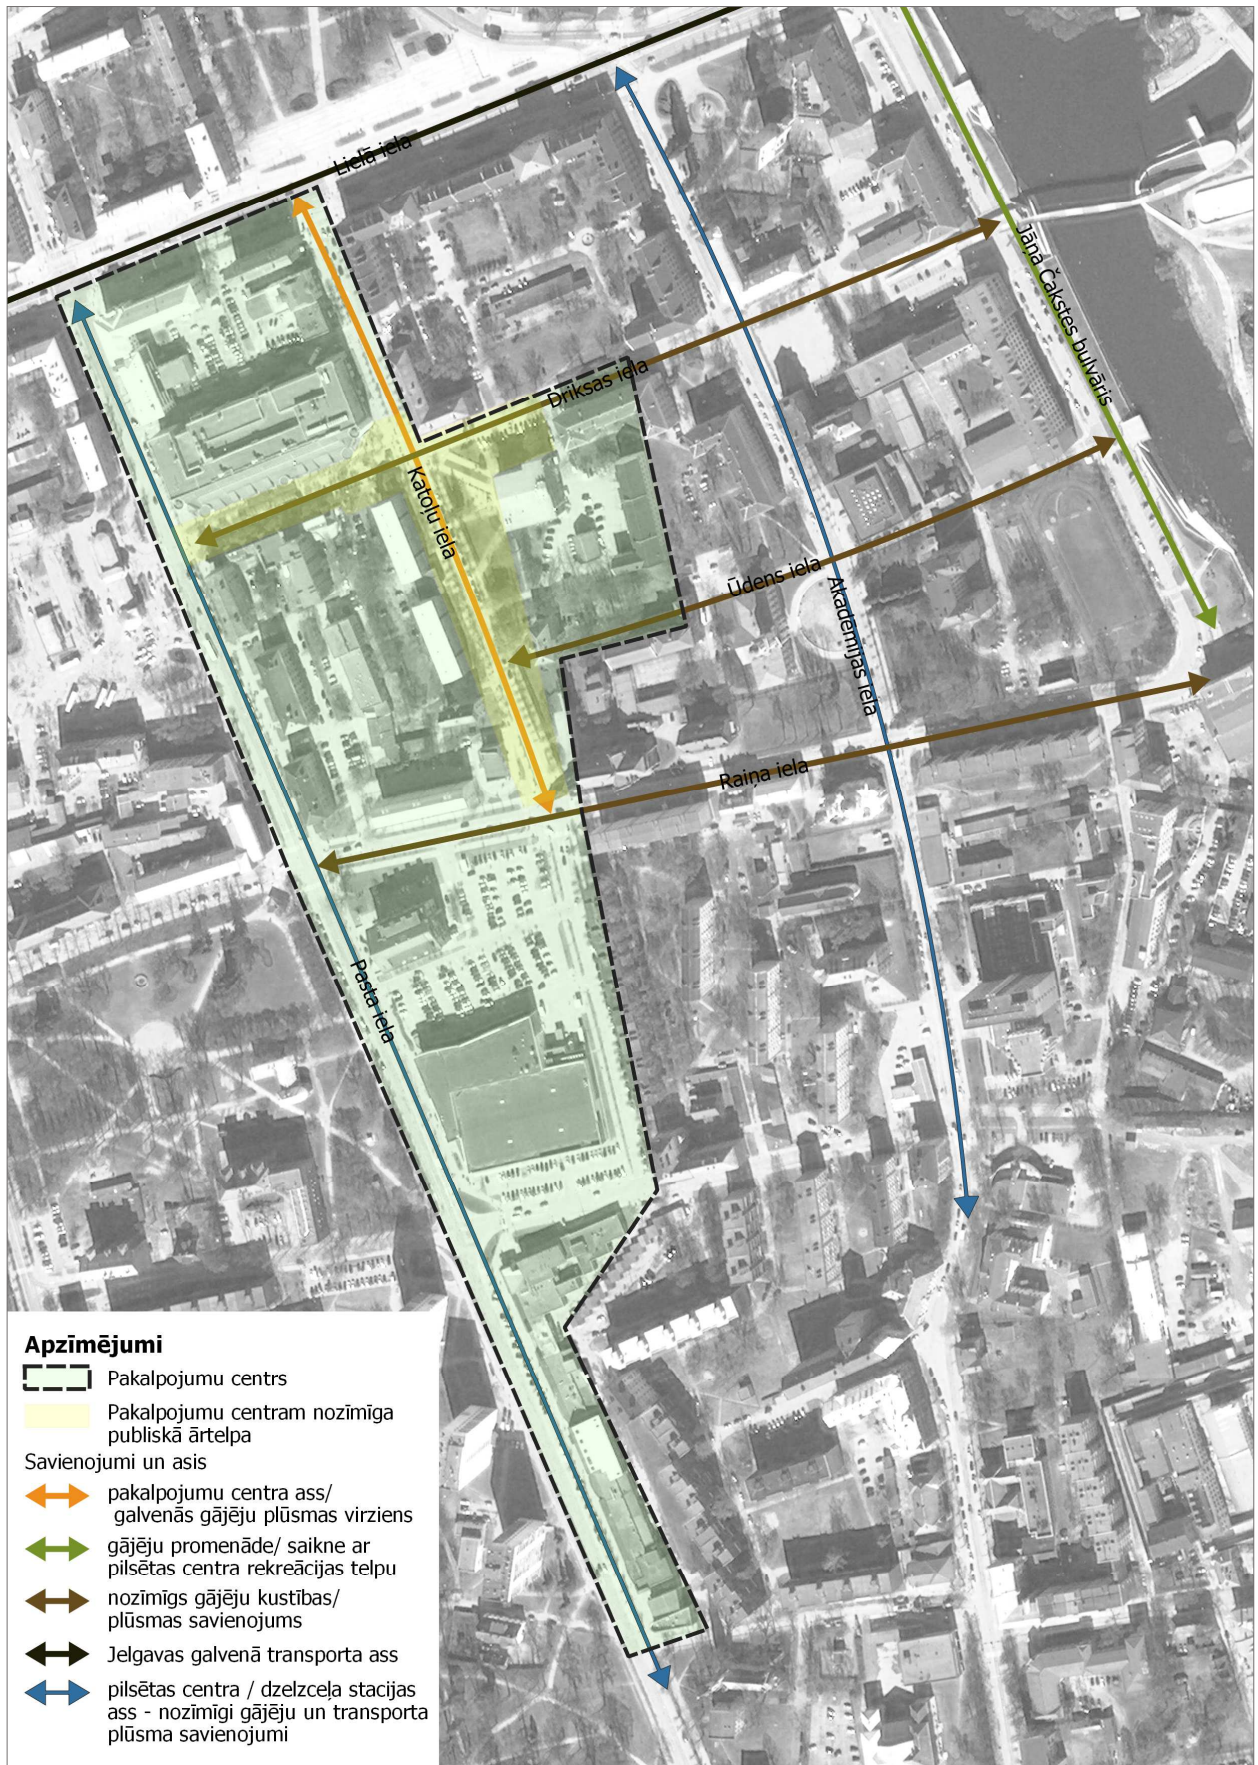 Lielā iela
Jāņa Čakstes bulvāris
Driksas iela
Katoļu iela
Ūdens iela
Akadēmijas iela
Raiņa iela
Pasta iela
Apzīmējumi
Pakalpojumu centrs
Pakalpojumu centram nozīmīga
publiskā ārtelpa
Savienojumi un asis
pakalpojumu centra ass/
galvenās gājēju plūsmas virziens
gājēju promenāde/ saikne ar
pilsētas centra rekreācijas telpu
nozīmīgs gājēju kustības/
plūsmas savienojums
Jelgavas galvenā transporta ass
pilsētas centra / dzelzceļa stacijas
ass - nozīmīgi gājēju un transporta
plūsma savienojumi